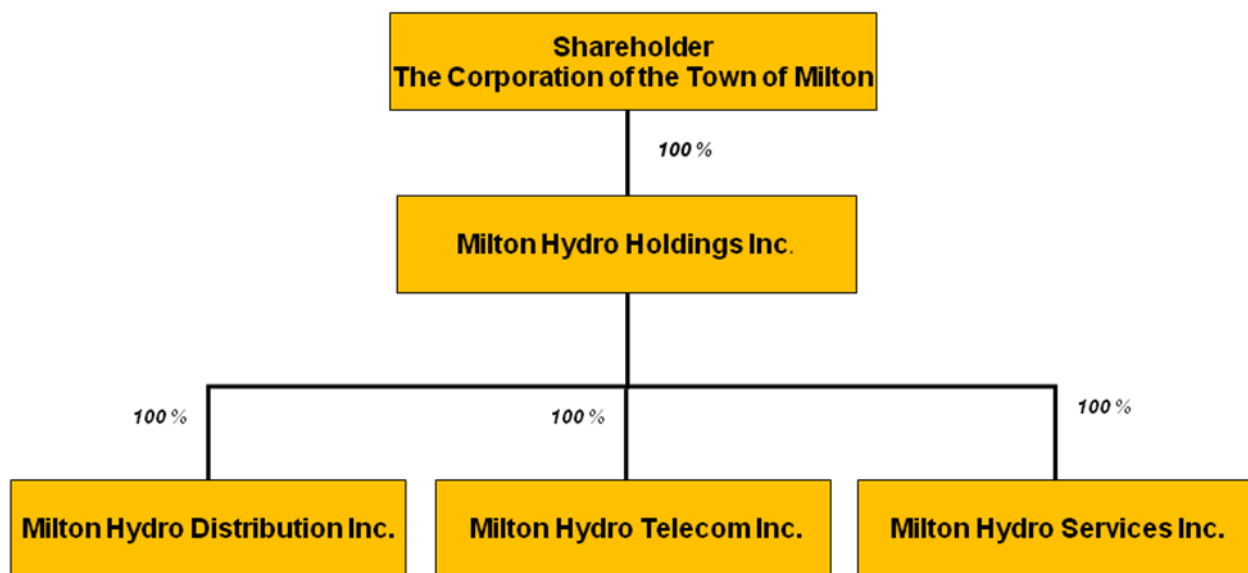 Shareholder
The Corporation of the Town of Milton
100 %
Milton Hydro Holdings Inc.
100 %
100 %
100 %
Milton Hydro Distribution Inc.
Milton Hydro Telecom Inc.
Milton Hydro Services Inc.